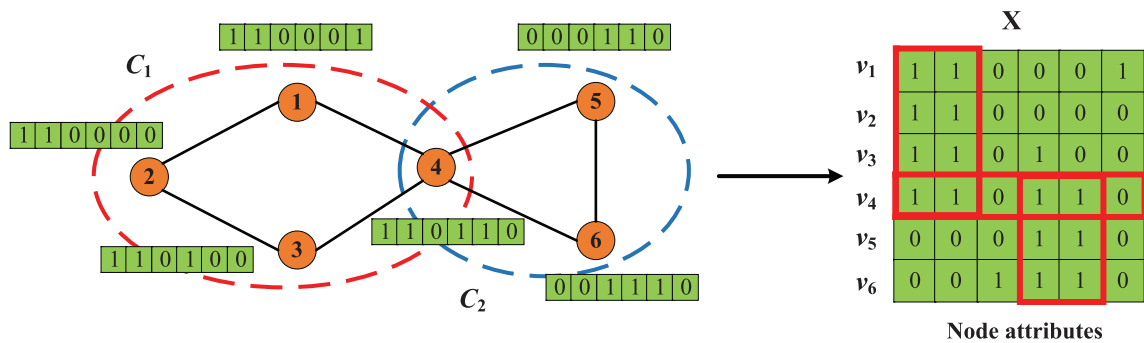 1 1 0 0 0 1
0 0 0 1 1 0
X
C1
1
5
1 1 0 0 0 0
2
4
3
6
1 1 0 1 1 0
1 1 0 1 0 0
C2
0 0 1 1 1 0
v1 1 1 0 0 0 1
v2 1 1 0 0 0 0
v3 1 1 0 1 0 0
v4 1 1 0 1 1 0
v5 0 0 0 1 1 0
v6 0 0 1 1 1 0
Node attributes